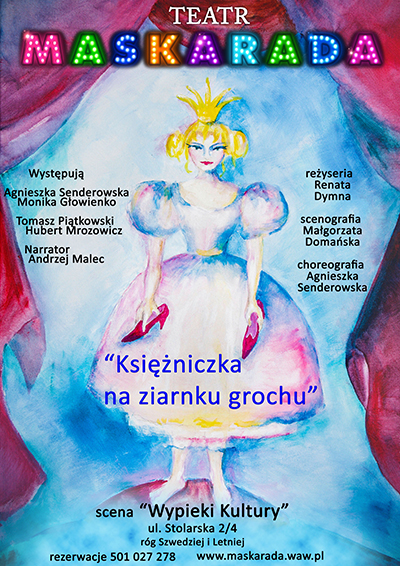 TEATR
MASKARADA
Występują
Agnieszka Senderowska
Monika Głowienko
Tomasz Piątkowski
Hubert Mrozowicz
Narrator
Andrzej Malec
reżyseria
Renata
Dymna
scenografia
Małgorzata
Domańska
choreografia
Agnieszka
Senderowska
“Księżniczka
na ziarnku grochu”
scena “Wypieki Kultury”
ul. Stolarska 2/4
róg Szwedziej i Letniej
rezerwacje 501 027 278 www.maskarada.waw.pl